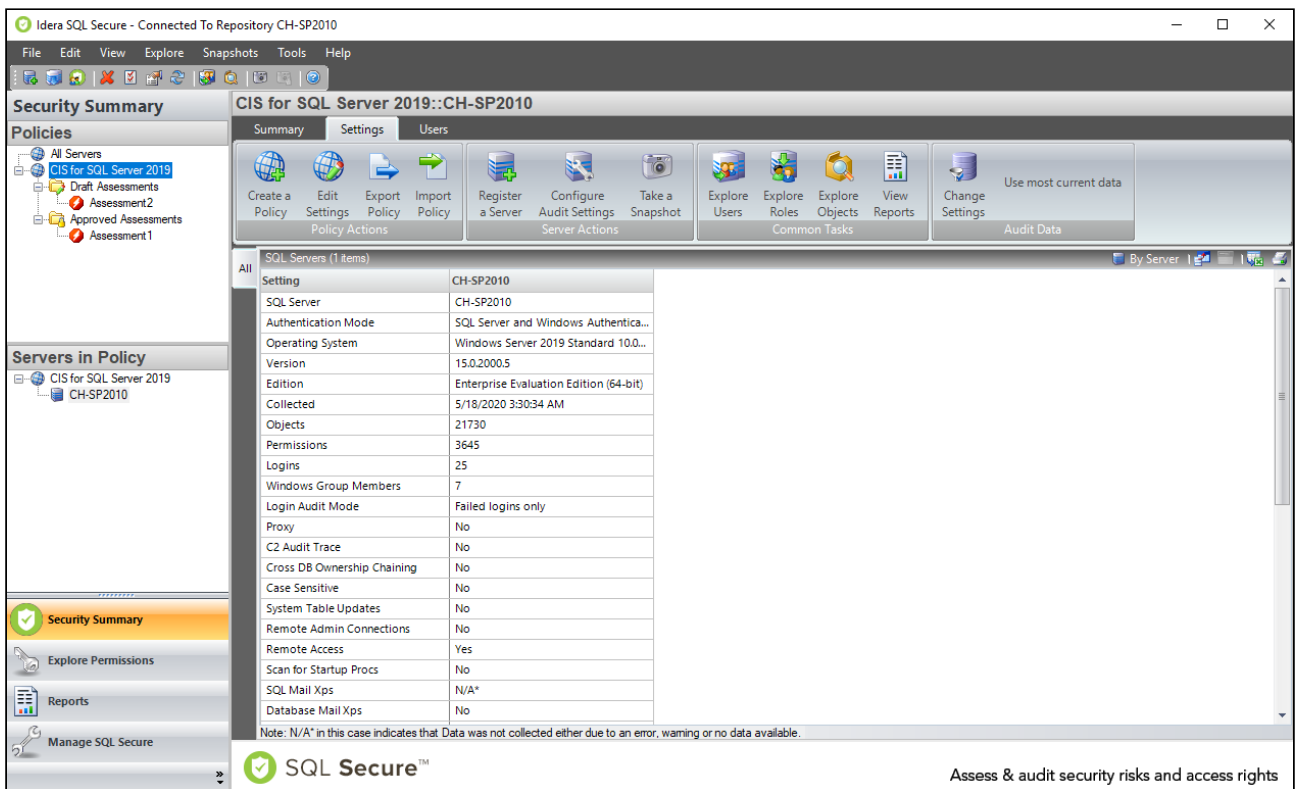 Idera SQL Secure - Connected To Repository CH-SP2010
File Edit View Explore Snapshots Tools Help
Security Summary
CIS for SQL Server 2019::CH-SP2010
Policies
Summary Settings Users
All Servers
CIS for SQL Server 2019
Draft Assessments
Assessment2
Approved Assessments
Assessment1
Create a Policy
Edit Settings
Export Policy
Import Policy
Policy Actions
Register a Server
Configure Audit Settings
Take a Snapshot
Server Actions
Explore Users
Explore Roles
Explore Objects
View Reports
Common Tasks
Change Settings
Use most current data
Audit Data
All
SQL Servers (1 items)
By Server
Setting CH-SP2010
SQL Server CH-SP2010
Authentication Mode SQL Server and Windows Authentica...
Operating System Windows Server 2019 Standard 10.0...
Version 15.0.2000.5
Edition Enterprise Evaluation Edition (64-bit)
Collected 5/18/2020 3:30:34 AM
Objects 21730
Permissions 3645
Logins 25
Windows Group Members 7
Login Audit Mode Failed logins only
Proxy No
C2 Audit Trace No
Cross DB Ownership Chaining No
Case Sensitive No
System Table Updates No
Remote Admin Connections No
Remote Access Yes
Scan for Startup Procs No
SQL Mail Xps N/A*
Database Mail Xps No
Note: N/A* in this case indicates that Data was not collected either due to an error, warning or no data available.
Servers in Policy
CIS for SQL Server 2019
CH-SP2010
Security Summary
Explore Permissions
Reports
Manage SQL Secure
SQL Secure™
Assess & audit security risks and access rights